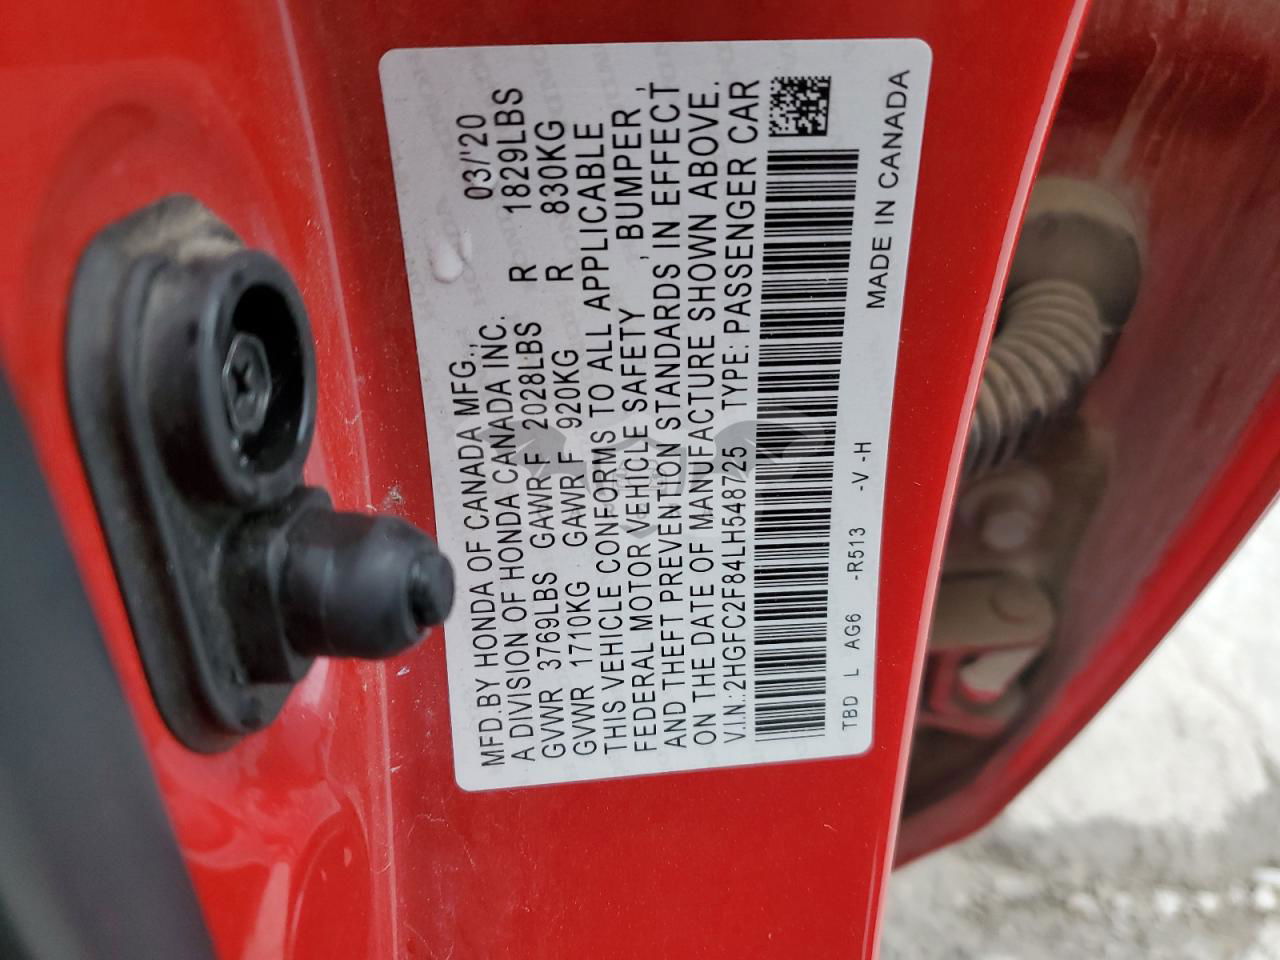 MFD.BY HONDA OF CANADA MFG., 03/'20
A DIVISION OF HONDA CANADA INC.
GVWR 3769LBS GAWR F 2028LBS R 1829LBS
GVWR 1710KG GAWR F 920KG R 830KG
THIS VEHICLE CONFORMS TO ALL APPLICABLE
FEDERAL MOTOR VEHICLE SAFETY , BUMPER ,
AND THEFT PREVENTION STANDARDS IN EFFECT
ON THE DATE OF MANUFACTURE SHOWN ABOVE.
V.I.N.:2HGFC2F84LH548725 TYPE: PASSENGER CAR
TBD L AG6 -R513 -V -H
MADE IN CANADA